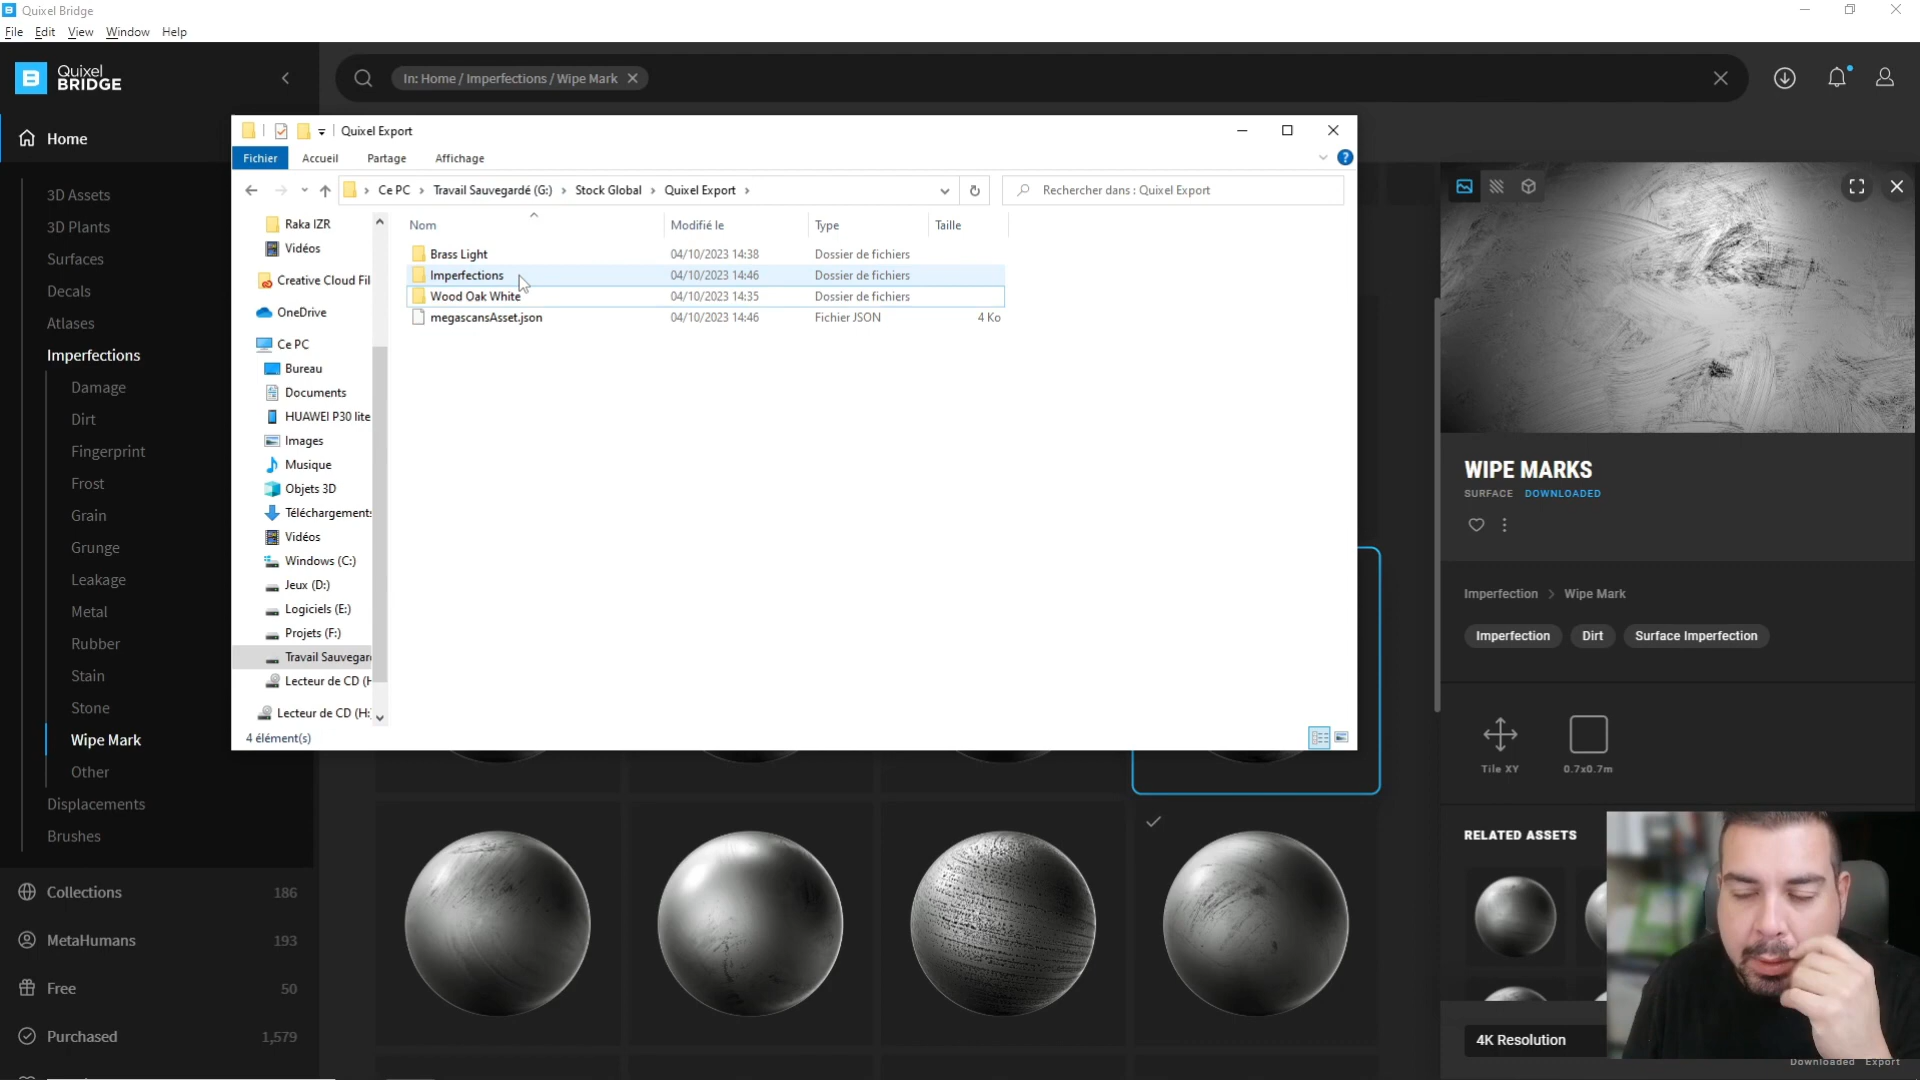 Quixel Bridge
File Edit View Window Help
Quixel
BRIDGE
In: Home / Imperfections / Wipe Mark
Home
3D Assets
3D Plants
Surfaces
Decals
Atlases
Imperfections
Damage
Dirt
Fingerprint
Frost
Grain
Grunge
Leakage
Metal
Rubber
Stain
Stone
Wipe Mark
Other
Displacements
Brushes
Collections 186
MetaHumans 193
Free 50
Purchased 1,579
Quixel Export
Fichier Accueil Partage Affichage
Ce PC > Travail Sauvegardé (G:) > Stock Global > Quixel Export >
Rechercher dans : Quixel Export
Raka IZR
Vidéos
Creative Cloud Fil
OneDrive
Ce PC
Bureau
Documents
HUAWEI P30 lite
Images
Musique
Objets 3D
Téléchargements
Vidéos
Windows (C:)
Jeux (D:)
Logiciels (E:)
Projets (F:)
Travail Sauvegar
Lecteur de CD (H
Lecteur de CD (H:
Nom Modifié le Type Taille
Brass Light 04/10/2023 14:38 Dossier de fichiers
Imperfections 04/10/2023 14:46 Dossier de fichiers
Wood Oak White 04/10/2023 14:35 Dossier de fichiers
megascansAsset.json 04/10/2023 14:46 Fichier JSON 4 Ko
4 élément(s)
WIPE MARKS
SURFACE DOWNLOADED
Imperfection > Wipe Mark
Imperfection Dirt Surface Imperfection
Tile XY 0.7x0.7m
RELATED ASSETS
4K Resolution
Downloaded Export